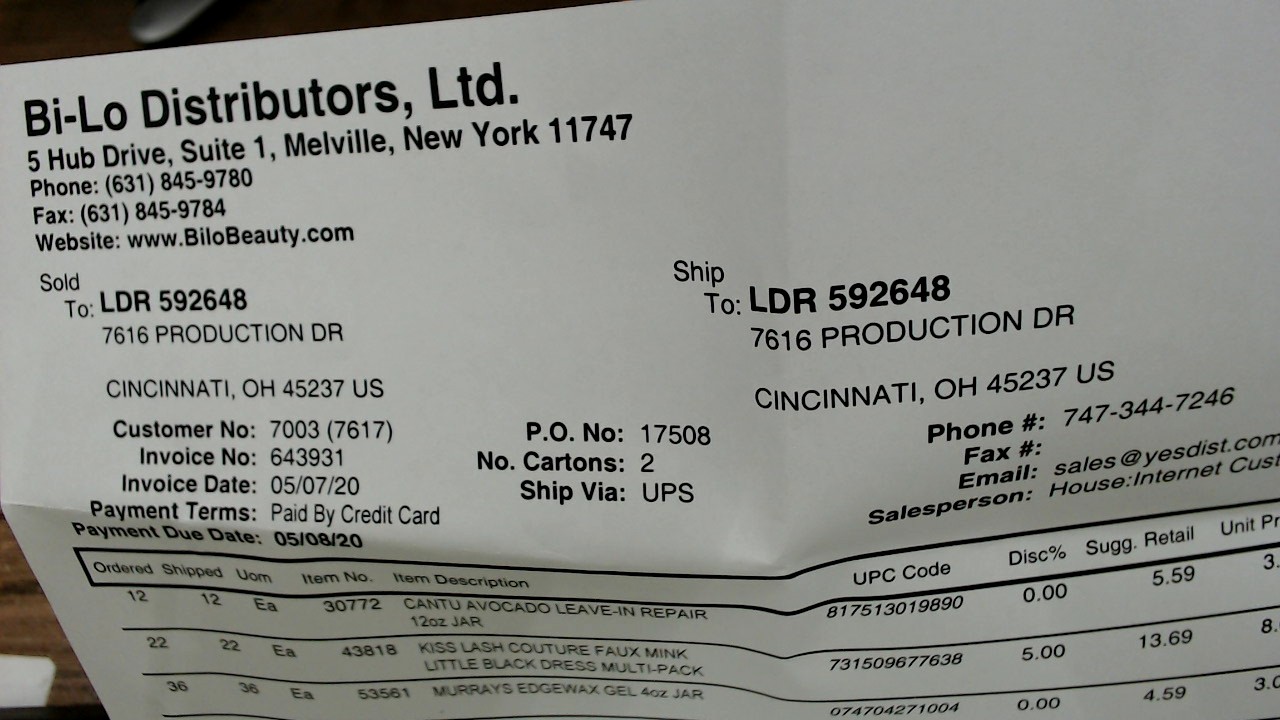 Bi-Lo Distributors, Ltd.
5 Hub Drive, Suite 1, Melville, New York 11747
Phone: (631) 845-9780
Fax: (631) 845-9784
Website: www.BiloBeauty.com
Sold
To: LDR 592648
7616 PRODUCTION DR
CINCINNATI, OH 45237 US
Ship
To: LDR 592648
7616 PRODUCTION DR
CINCINNATI, OH 45237 US
Customer No: 7003 (7617)
Invoice No: 643931
Invoice Date: 05/07/20
Payment Terms: Paid By Credit Card
Payment Due Date: 05/08/20
P.O. No: 17508
No. Cartons: 2
Ship Via: UPS
Phone #: 747-344-7246
Fax #:
Email: sales@yesdist.com
Salesperson: House:Internet Cust
Ordered Shipped Uom Item No. Item Description UPC Code Disc% Sugg. Retail Unit Pr
12 12 Ea 30772 CANTU AVOCADO LEAVE-IN REPAIR 817513019890 0.00 5.59 3.
12oz JAR
22 22 Ea 43818 KISS LASH COUTURE FAUX MINK 731509677638 5.00 13.69 8.
LITTLE BLACK DRESS MULTI-PACK
36 36 Ea 53561 MURRAYS EDGEWAX GEL 4oz JAR 074704271004 0.00 4.59 3.0